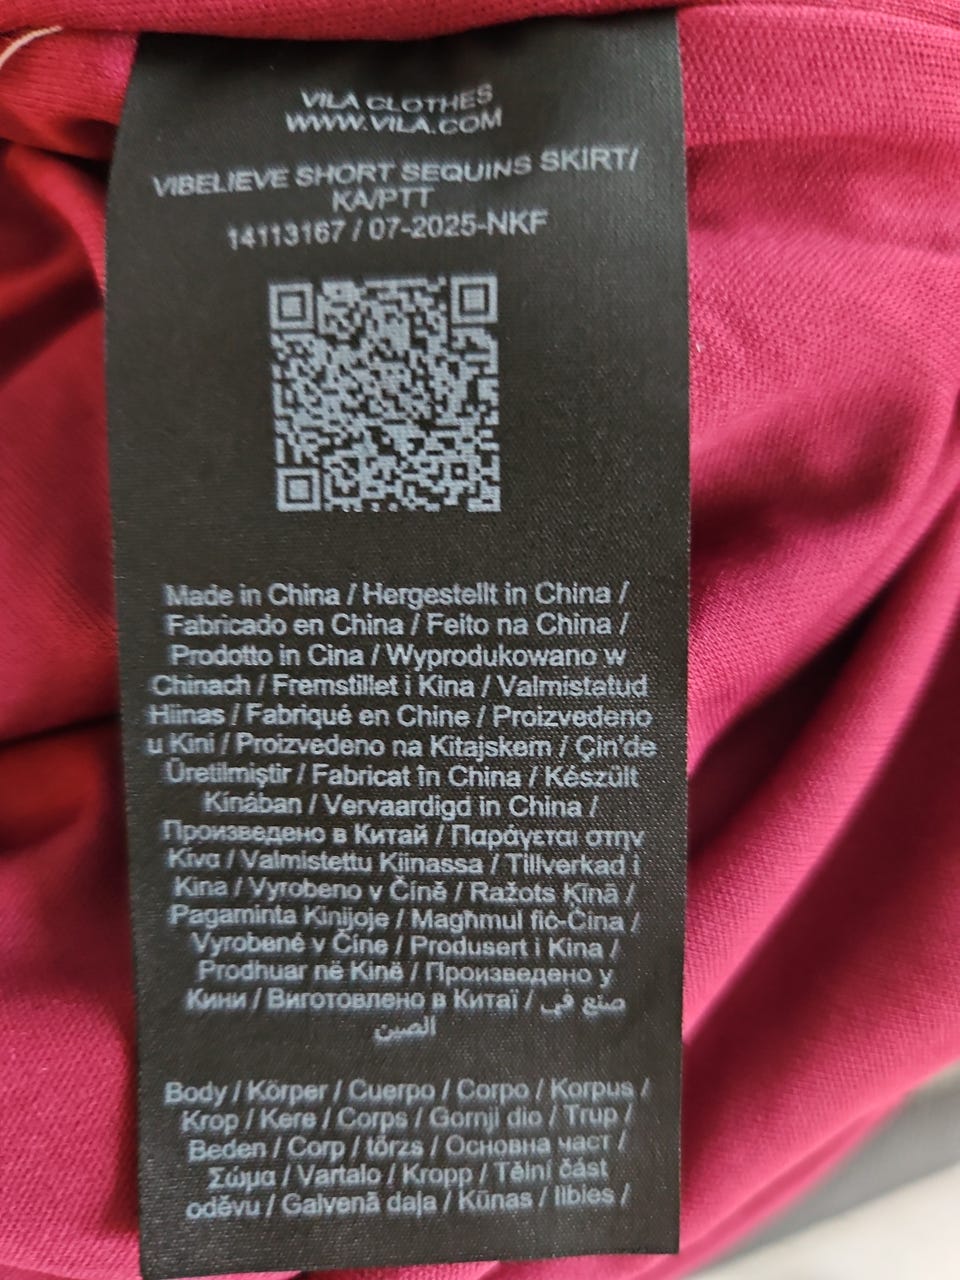 VILA CLOTHES
WWW.VILA.COM
VIBELIEVE SHORT SEQUINS SKIRT/
KA/PTT
14113167 / 07-2025-NKF
Made in China / Hergestellt in China /
Fabricado en China / Feito na China /
Prodotto in Cina / Wyprodukowano w
Chinach / Fremstillet i Kina / Valmistatud
Hiinas / Fabriqué en Chine / Proizvedeno
u Kini / Proizvedeno na Kitajskem / Çin'de
Üretilmiştir / Fabricat în China / Készült
Kínában / Vervaardigd in China /
Произведено в Китай / Παράγεται στην
Κίνα / Valmistettu Kiinassa / Tillverkad i
Kina / Vyrobeno v Číně / Ražots Ķīnā /
Pagaminta Kinijoje / Magħmul fiċ-Ċina /
Vyrobené v Číne / Produsert i Kina /
Prodhuar në Kinë / Произведено у
Кини / Виготовлено в Китаї / صنع في
الصين
Body / Körper / Cuerpo / Corpo / Korpus /
Krop / Kere / Corps / Gornji dio / Trup /
Beden / Corp / törzs / Основна част /
Σώμα / Vartalo / Kropp / Tělní část
oděvu / Galvenā daļa / Kūnas / Ilbies /